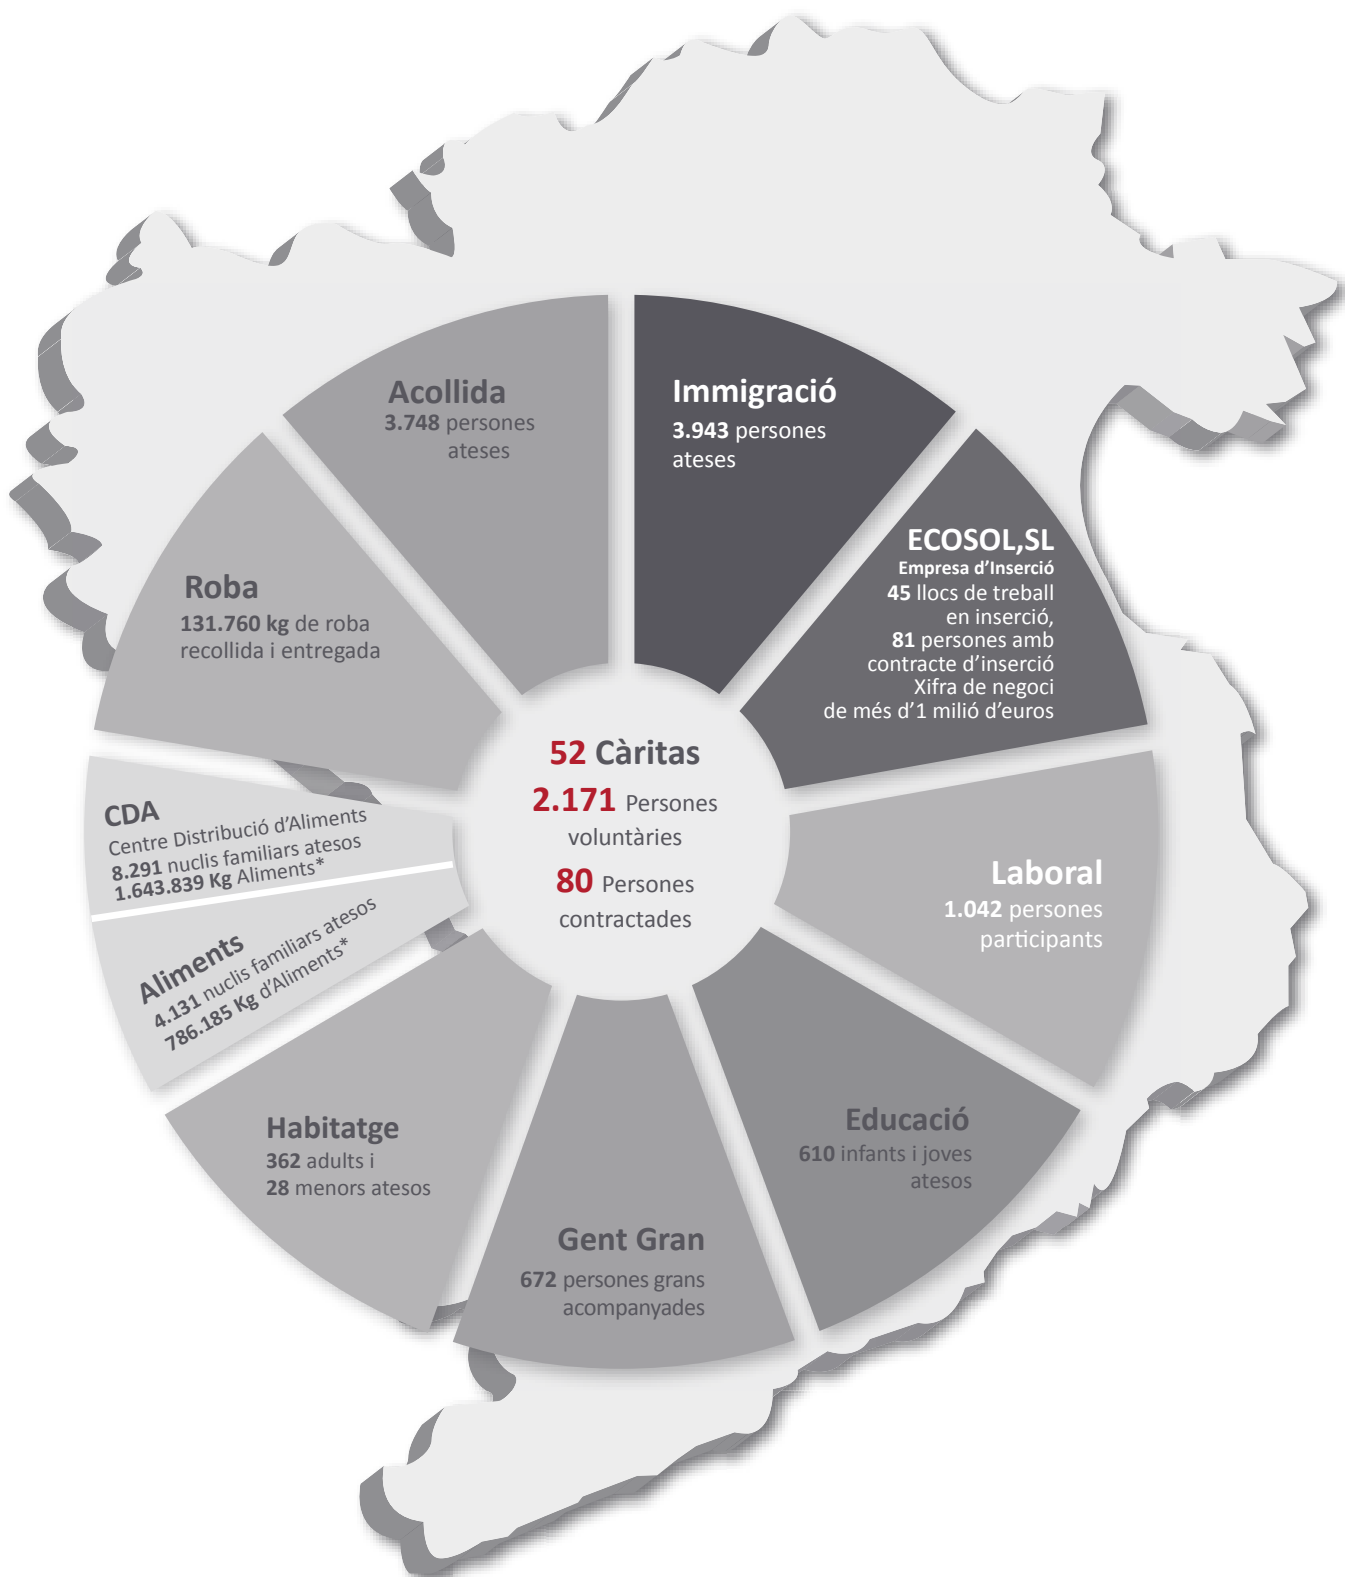 Acollida
3.748 persones
ateses
Immigració
3.943 persones
ateses
ECOSOL,SL
Empresa d'Inserció
45 llocs de treball
en inserció,
81 persones amb
contracte d'inserció
Xifra de negoci
de més d'1 milió d'euros
Roba
131.760 kg de roba
recollida i entregada
52 Càritas
2.171 Persones
voluntàries
80 Persones
contractades
CDA
Centre Distribució d'Aliments
8.291 nuclis familiars atesos
1.643.839 Kg Aliments*
Aliments
4.131 nuclis familiars atesos
786.185 Kg d'Aliments*
Laboral
1.042 persones
participants
Habitatge
362 adults i
28 menors atesos
Educació
610 infants i joves
atesos
Gent Gran
672 persones grans
acompanyades